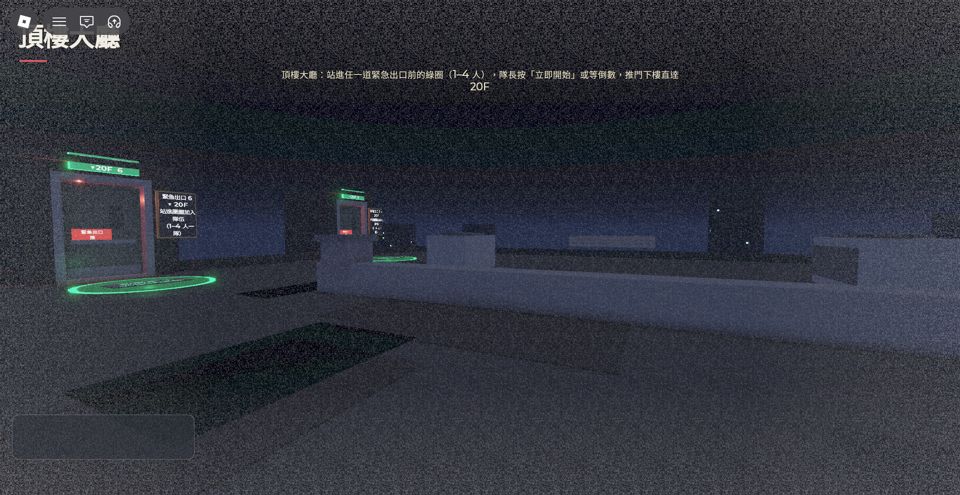 頂樓大廳
頂樓大廳：站進任一道緊急出口前的綠圈（1–4 人），隊長按「立即開始」或等倒數，推門下樓直達
20F
▼20F 6
緊急出口 6
▼ 20F
站進圈圈加入
隊伍
（1–4 人一
隊）
緊急出口